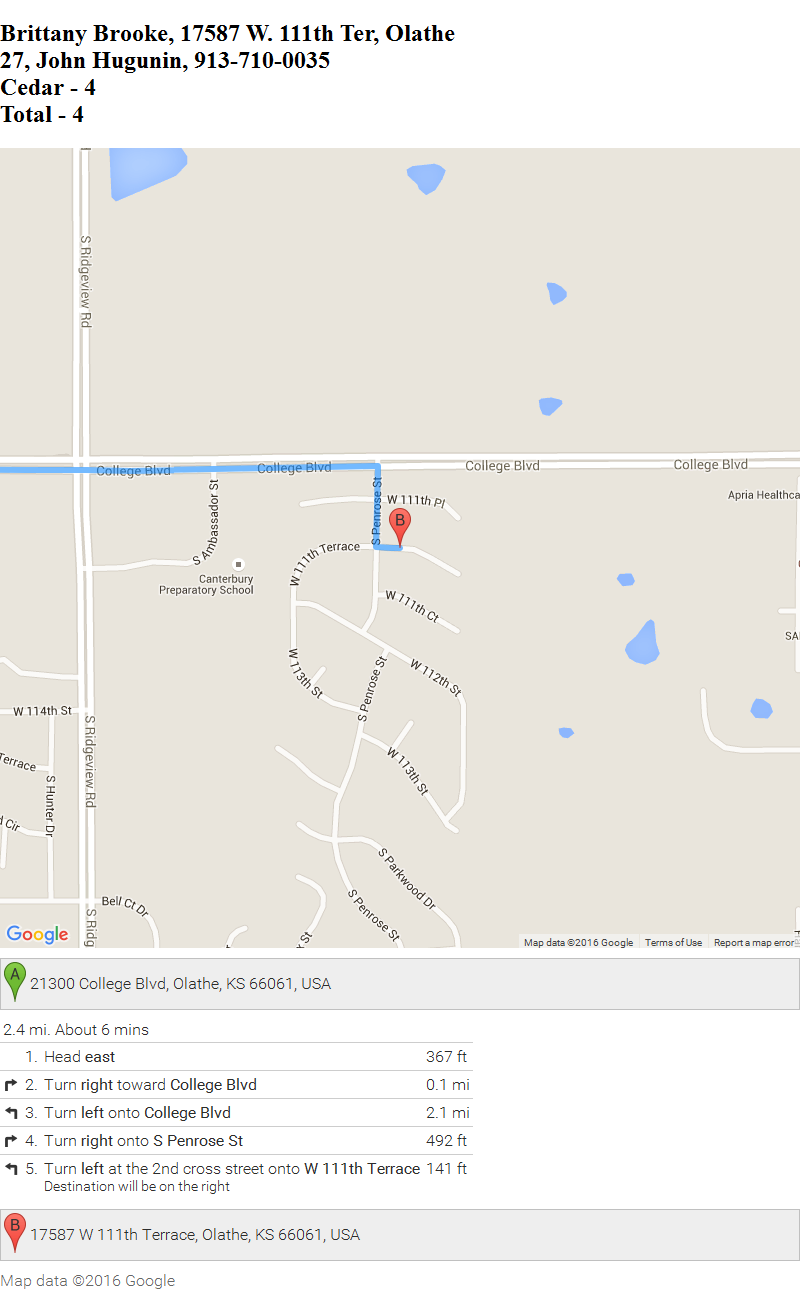 Brittany Brooke, 17587 W. 111th Ter, Olathe
27, John Hugunin, 913-710-0035
Cedar - 4
Total - 4
S Ridgeview Rd
College Blvd
College Blvd
College Blvd
College Blvd
Apria Healthca
S Ambassador St
S Penrose St
W 111th Pl
B
W 111th Terrace
Canterbury
Preparatory School
W 111th Ct
SA
W 113th St
W 112th St
S Penrose St
W 114th St
S Ridgeview Rd
Terrace
S Hunter Dr
W 113th St
d Cir
S Parkwood Dr
Bell Ct Dr
S Penrose St
S Ridg
x St
Google
Map data ©2016 Google Terms of Use Report a map error
A 21300 College Blvd, Olathe, KS 66061, USA
2.4 mi. About 6 mins
1. Head east 367 ft
2. Turn right toward College Blvd 0.1 mi
3. Turn left onto College Blvd 2.1 mi
4. Turn right onto S Penrose St 492 ft
5. Turn left at the 2nd cross street onto W 111th Terrace 141 ft
Destination will be on the right
B 17587 W 111th Terrace, Olathe, KS 66061, USA
Map data ©2016 Google